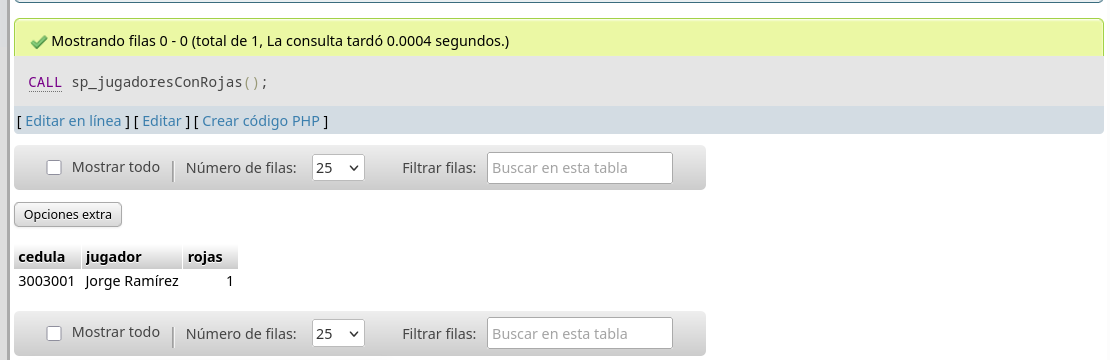 Mostrando filas 0 - 0 (total de 1, La consulta tardó 0.0004 segundos.)
CALL sp_jugadoresConRojas();
[ Editar en línea ] [ Editar ] [ Crear código PHP ]
Mostrar todo | Número de filas: 25 Filtrar filas: Buscar en esta tabla
Opciones extra
cedula jugador rojas
3003001 Jorge Ramírez 1
Mostrar todo | Número de filas: 25 Filtrar filas: Buscar en esta tabla